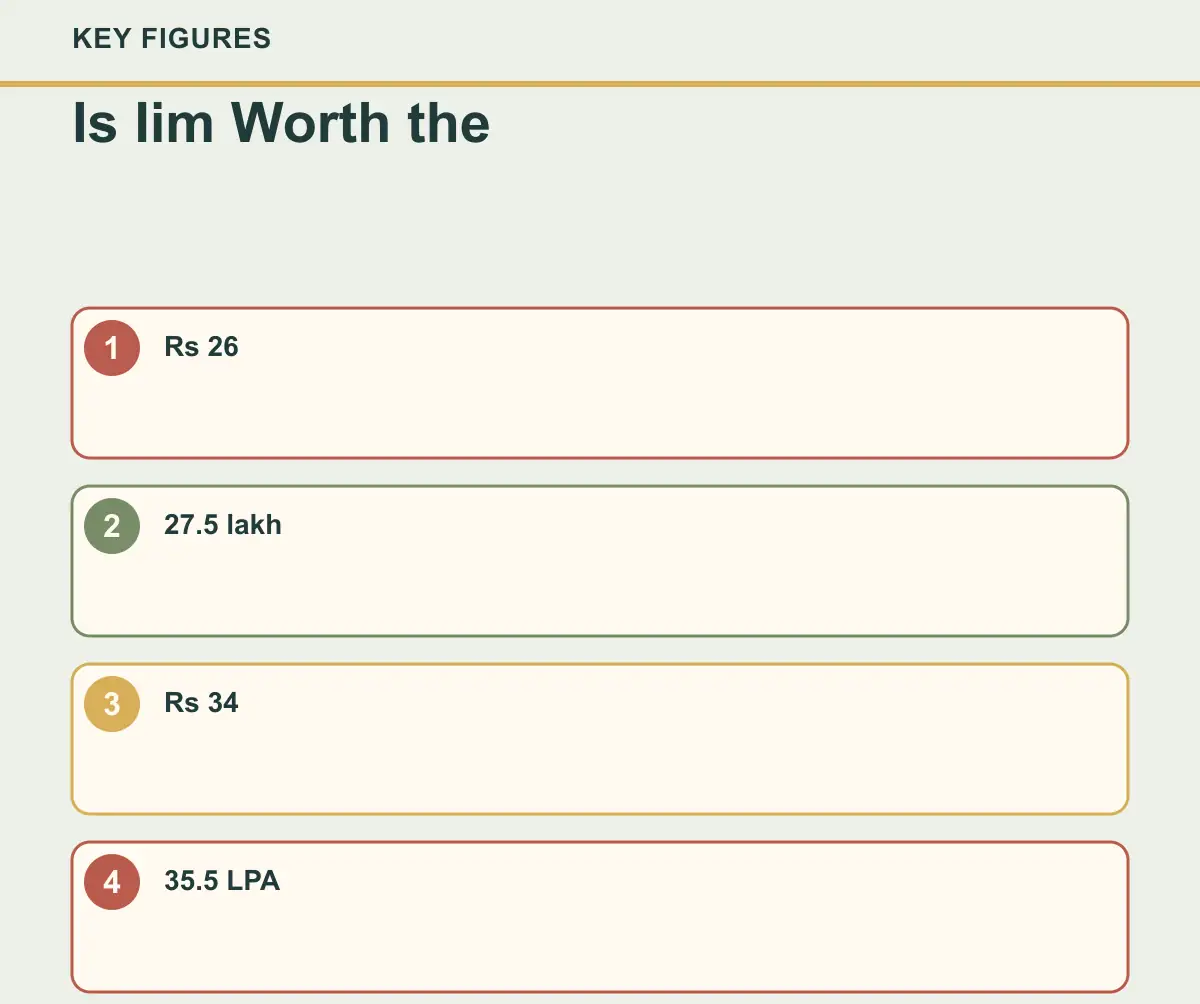 KEY FIGURES
Is Iim Worth the
1 Rs 26
2 27.5 lakh
3 Rs 34
4 35.5 LPA